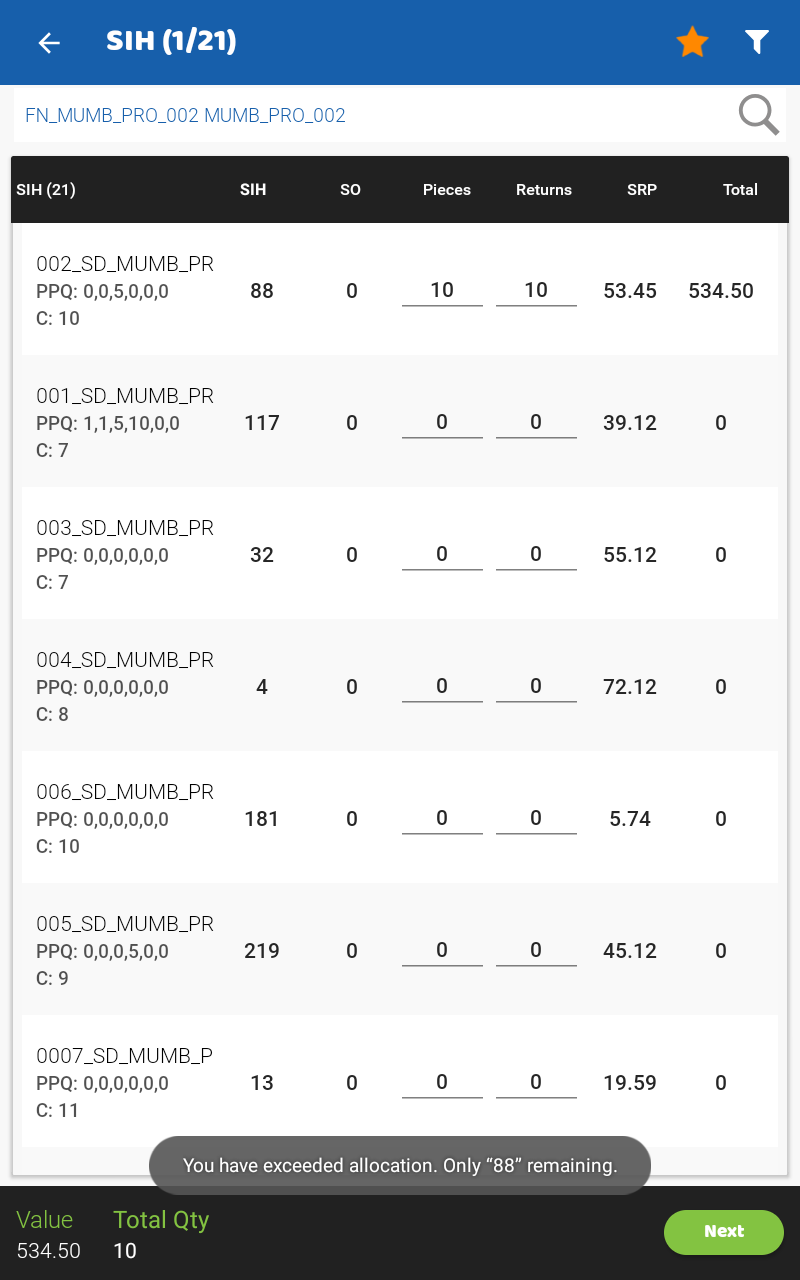 SIH (1/21)
FN_MUMB_PRO_002 MUMB_PRO_002
SIH (21) SIH SO Pieces Returns SRP Total
002_SD_MUMB_PR
PPQ: 0,0,5,0,0,0 88 0 10 10 53.45 534.50
C: 10
001_SD_MUMB_PR
PPQ: 1,1,5,10,0,0 117 0 0 0 39.12 0
C: 7
003_SD_MUMB_PR
PPQ: 0,0,0,0,0,0 32 0 0 0 55.12 0
C: 7
004_SD_MUMB_PR
PPQ: 0,0,0,0,0,0 4 0 0 0 72.12 0
C: 8
006_SD_MUMB_PR
PPQ: 0,0,0,0,0,0 181 0 0 0 5.74 0
C: 10
005_SD_MUMB_PR
PPQ: 0,0,0,5,0,0 219 0 0 0 45.12 0
C: 9
0007_SD_MUMB_P
PPQ: 0,0,0,0,0,0 13 0 0 0 19.59 0
C: 11
You have exceeded allocation. Only “88” remaining.
Value Total Qty
534.50 10
Next